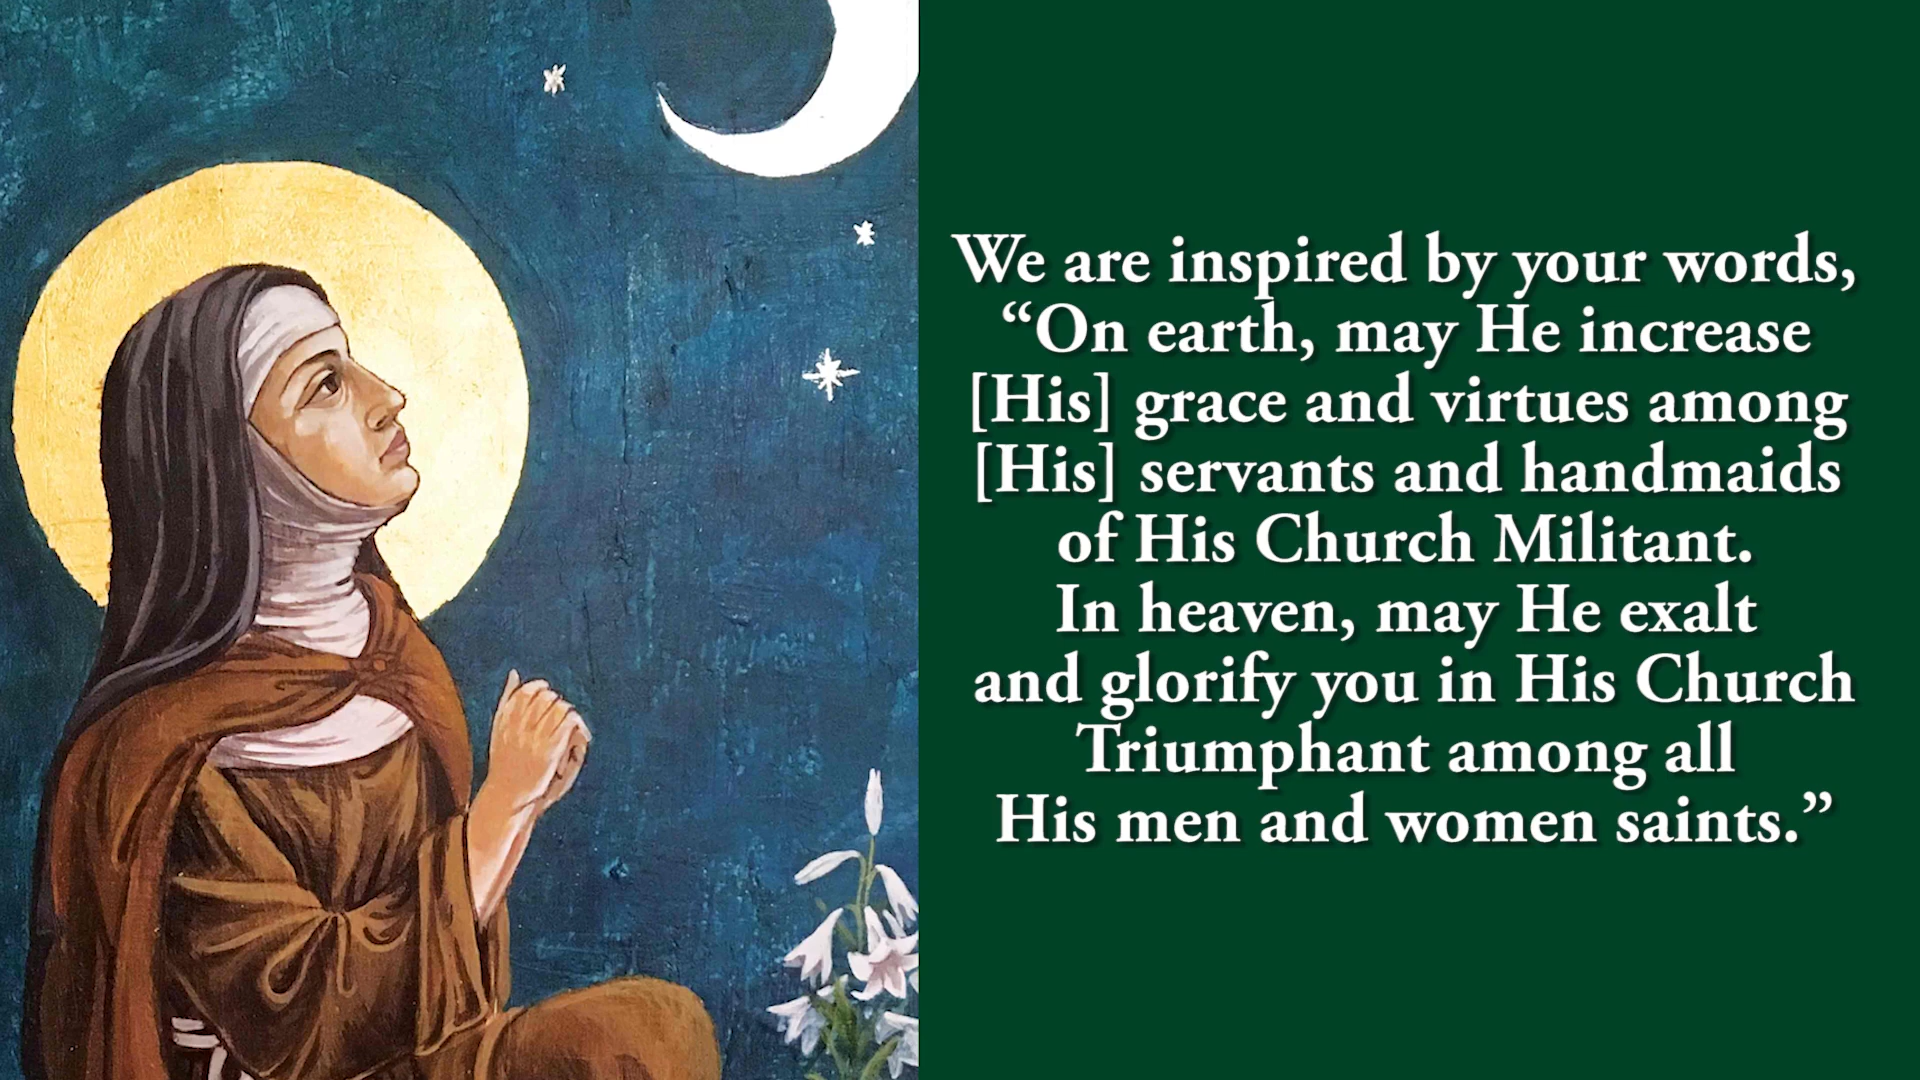 We are inspired by your words,
“On earth, may He increase
[His] grace and virtues among
[His] servants and handmaids
of His Church Militant.
In heaven, may He exalt
and glorify you in His Church
Triumphant among all
His men and women saints.”